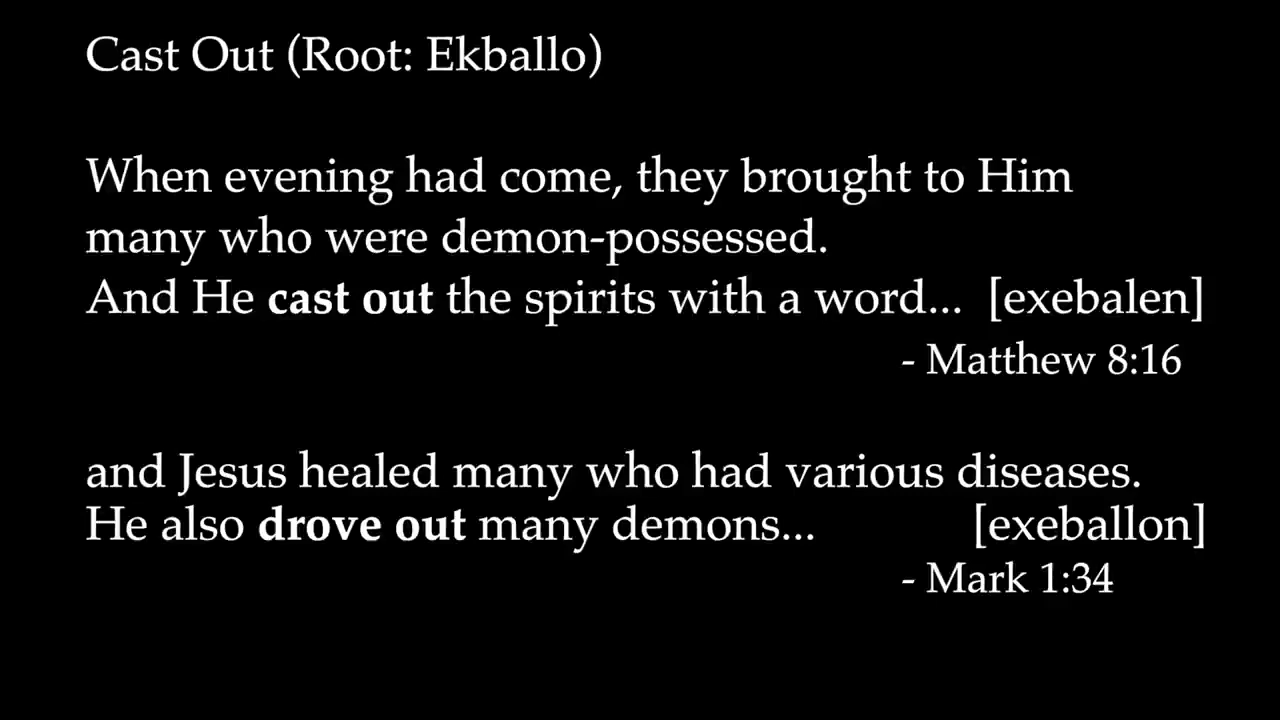 Cast Out (Root: Ekballo)
When evening had come, they brought to Him
many who were demon-possessed.
And He cast out the spirits with a word... [exebalen]
- Matthew 8:16
and Jesus healed many who had various diseases.
He also drove out many demons... [exeballon]
- Mark 1:34